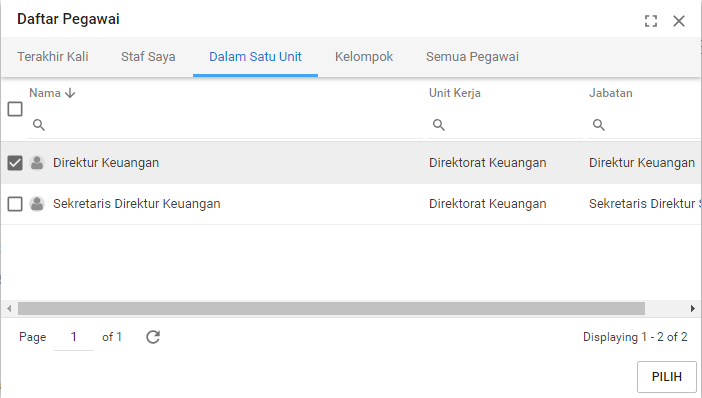 Daftar Pegawai
Terakhir Kali Staf Saya Dalam Satu Unit Kelompok Semua Pegawai
Nama Unit Kerja Jabatan
Direktur Keuangan Direktorat Keuangan Direktur Keuangan
Sekretaris Direktur Keuangan Direktorat Keuangan Sekretaris Direktur
Page 1 of 1 Displaying 1 - 2 of 2
PILIH